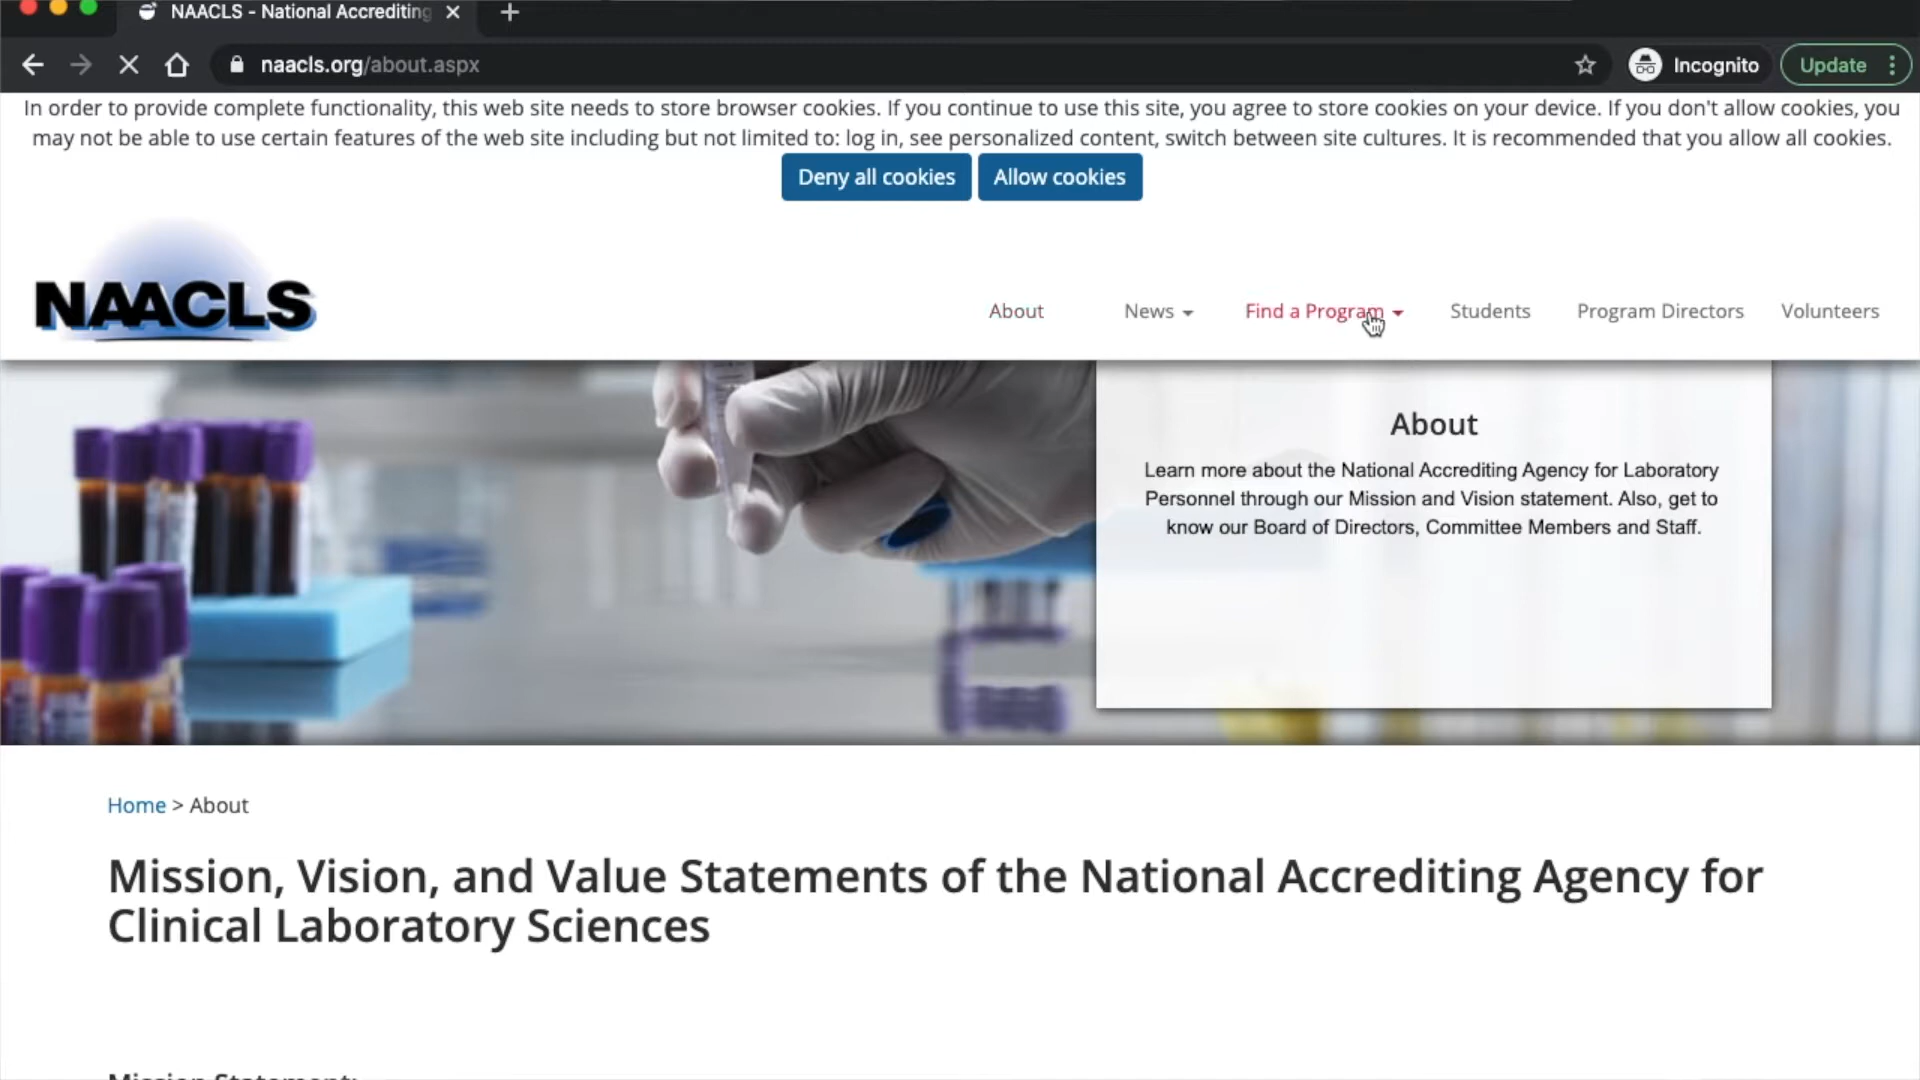 NAACLS - National Accrediting
naacls.org/about.aspx
Incognito
Update
In order to provide complete functionality, this web site needs to store browser cookies. If you continue to use this site, you agree to store cookies on your device. If you don't allow cookies, you
may not be able to use certain features of the web site including but not limited to: log in, see personalized content, switch between site cultures. It is recommended that you allow all cookies.
Deny all cookies
Allow cookies
NAACLS
About
News
Find a Program
Students
Program Directors
Volunteers
About
Learn more about the National Accrediting Agency for Laboratory
Personnel through our Mission and Vision statement. Also, get to
know our Board of Directors, Committee Members and Staff.
Home > About
Mission, Vision, and Value Statements of the National Accrediting Agency for
Clinical Laboratory Sciences
Mission Statement: